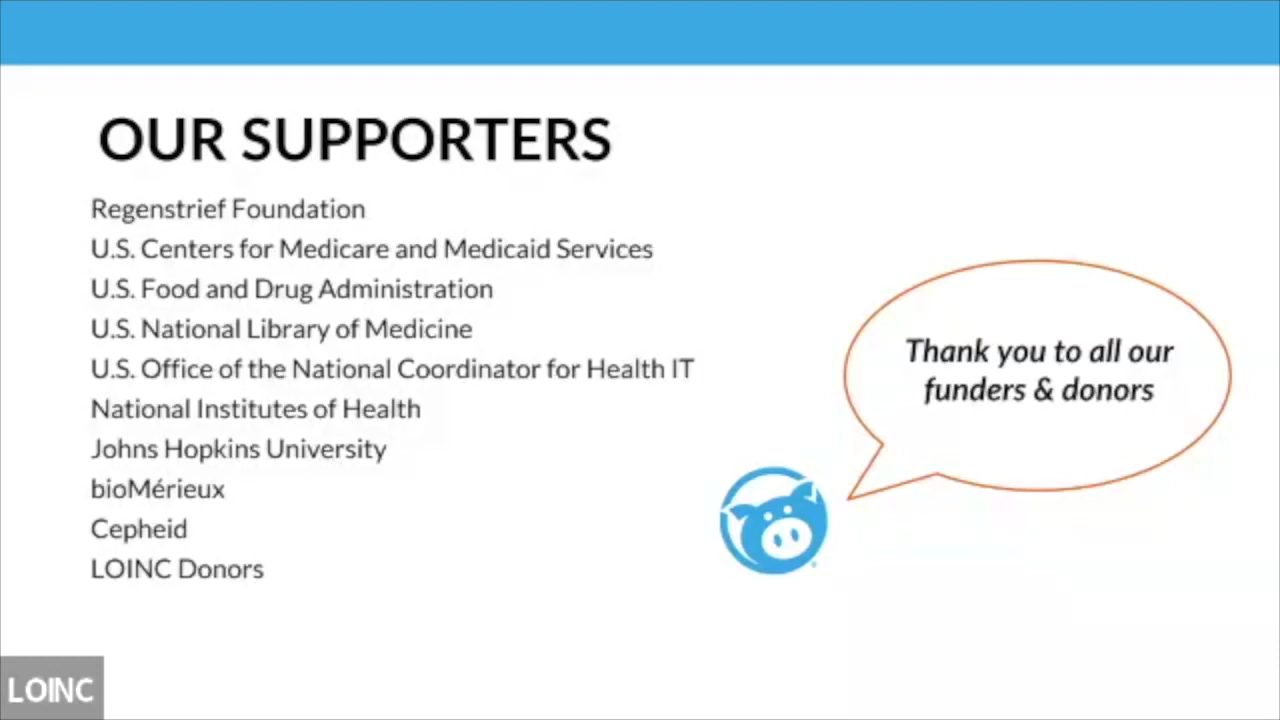 OUR SUPPORTERS
Regenstrief Foundation
U.S. Centers for Medicare and Medicaid Services
U.S. Food and Drug Administration
U.S. National Library of Medicine
U.S. Office of the National Coordinator for Health IT
National Institutes of Health
Johns Hopkins University
bioMérieux
Cepheid
LOINC Donors
Thank you to all our
funders & donors
LOINC